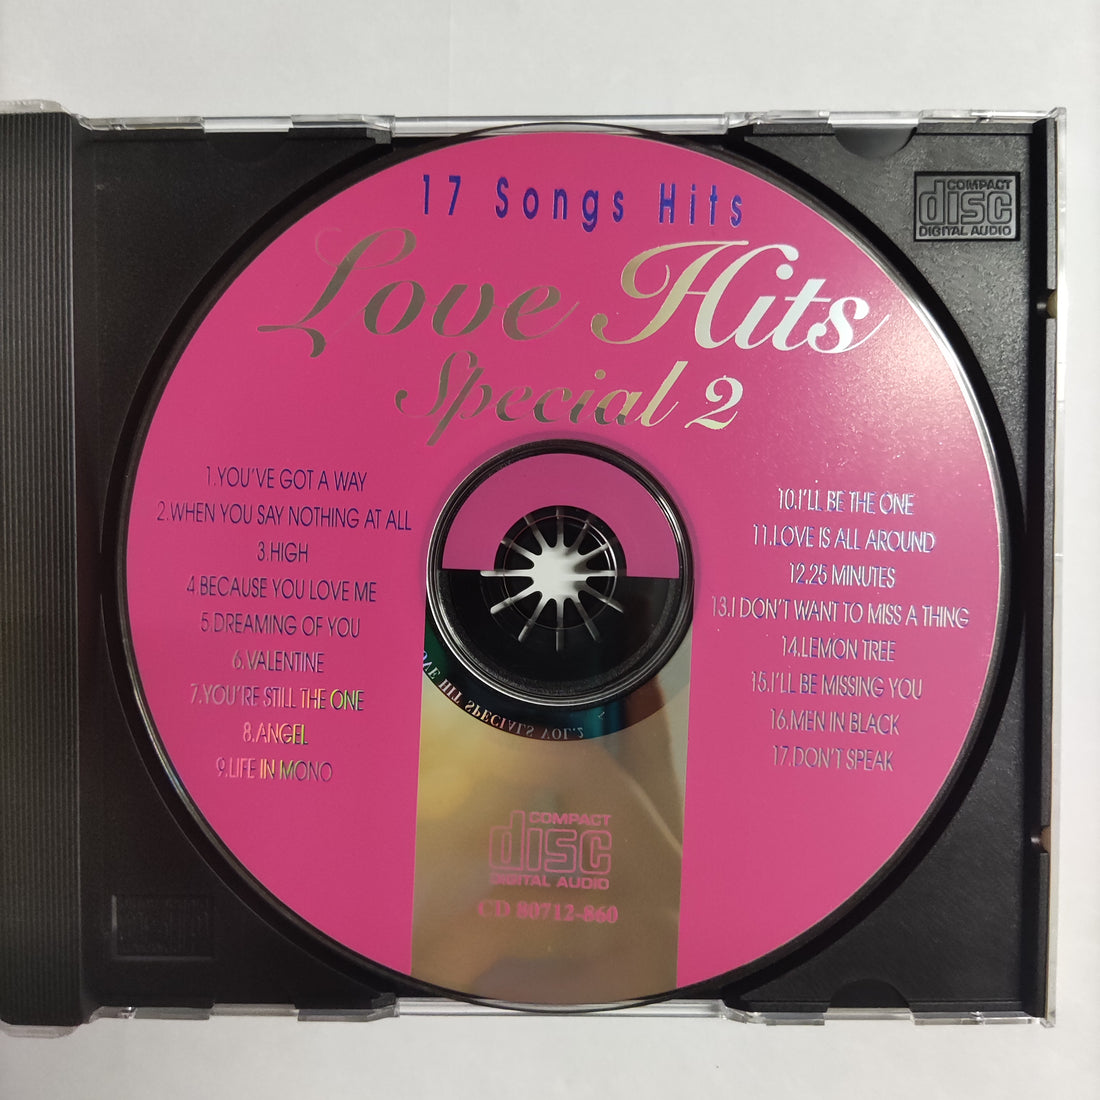 17 Songs Hits
Love Hits
Special 2
1.YOU'VE GOT A WAY
2.WHEN YOU SAY NOTHING AT ALL
3.HIGH
4.BECAUSE YOU LOVE ME
5.DREAMING OF YOU
6.VALENTINE
7.YOU'RE STILL THE ONE
8.ANGEL
9.LIFE IN MONO
10.I'LL BE THE ONE
11.LOVE IS ALL AROUND
12.25 MINUTES
13.I DON'T WANT TO MISS A THING
14.LEMON TREE
15.I'LL BE MISSING YOU
16.MEN IN BLACK
17.DON'T SPEAK
HIT SPECIALS VOL.2
COMPACT
disc
DIGITAL AUDIO
CD 80712-860
COMPACT
disc
DIGITAL AUDIO